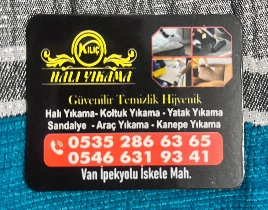 KILIÇ
HALI YIKAMA
Güvenilir Temizlik Hijyenik
Halı Yıkama- Koltuk Yıkama - Yatak Yıkama
Sandalye - Araç Yıkama - Kanepe Yıkama
0535 286 63 65
0546 631 93 41
Van İpekyolu İskele Mah.